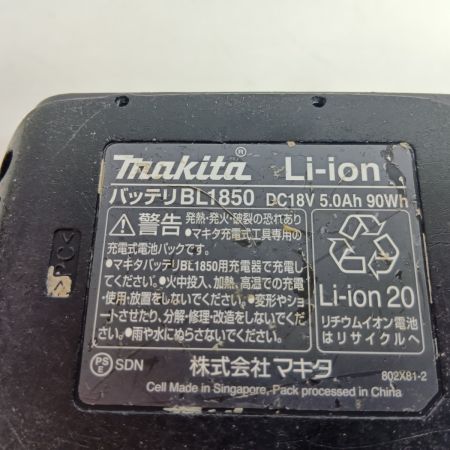 makita® Li-ion
バッテリBL1850 DC18V 5.0Ah 90Wh
警告 発熱・発火・破裂の恐れあり
●マキタ充電式工具専用の
充電式電池パックです。
●マキタバッテリBL1850用充電器で充電し
てください。●火中投入、加熱、高温での充電
・使用・放置をしないでください。●変形やショ
ートさせたり、分解・修理・改造をしないくだ
さい。●雨や水にぬらさないでください。
Li-ion 20
リチウムイオン電池
はリサイクルへ
PS
E SDN 株式会社 マキタ
802X81-2
Cell Made in Singapore, Pack processed in China